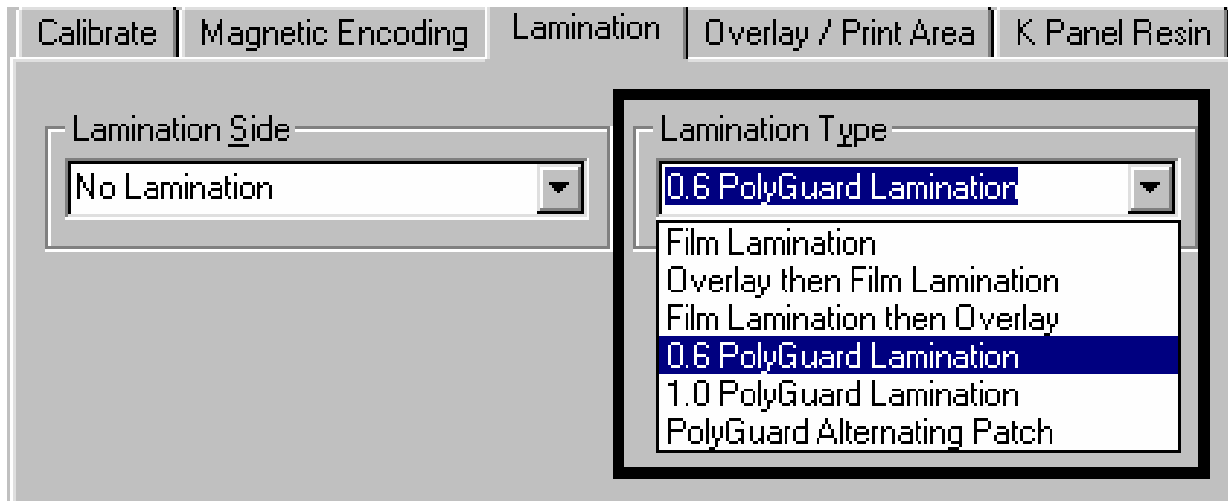 Calibrate Magnetic Encoding Lamination Overlay / Print Area K Panel Resin
Lamination Side
No Lamination
Lamination Type
0.6 PolyGuard Lamination
Film Lamination
Overlay then Film Lamination
Film Lamination then Overlay
0.6 PolyGuard Lamination
1.0 PolyGuard Lamination
PolyGuard Alternating Patch